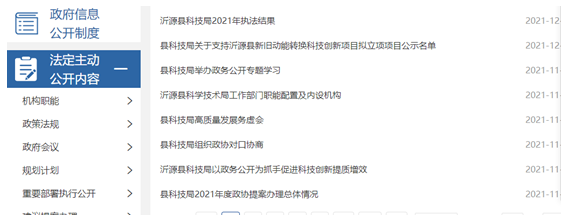 政府信息
公开制度
法定主动
公开内容
机构职能
政策法规
政府会议
规划计划
重要部署执行公开
沂源县科技局2021年执法结果
2021-12
县科技局关于支持沂源县新旧动能转换科技创新项目拟立项项目公示名单
2021-12
县科技局举办政务公开专题学习
2021-11
沂源县科学技术局工作部门职能配置及内设机构
2021-11
县科技局高质量发展务虚会
2021-11
县科技局组织政协对口协商
2021-11
沂源县科技局以政务公开为抓手促进科技创新提质增效
2021-11
县科技局2021年度政协提案办理总体情况
2021-11